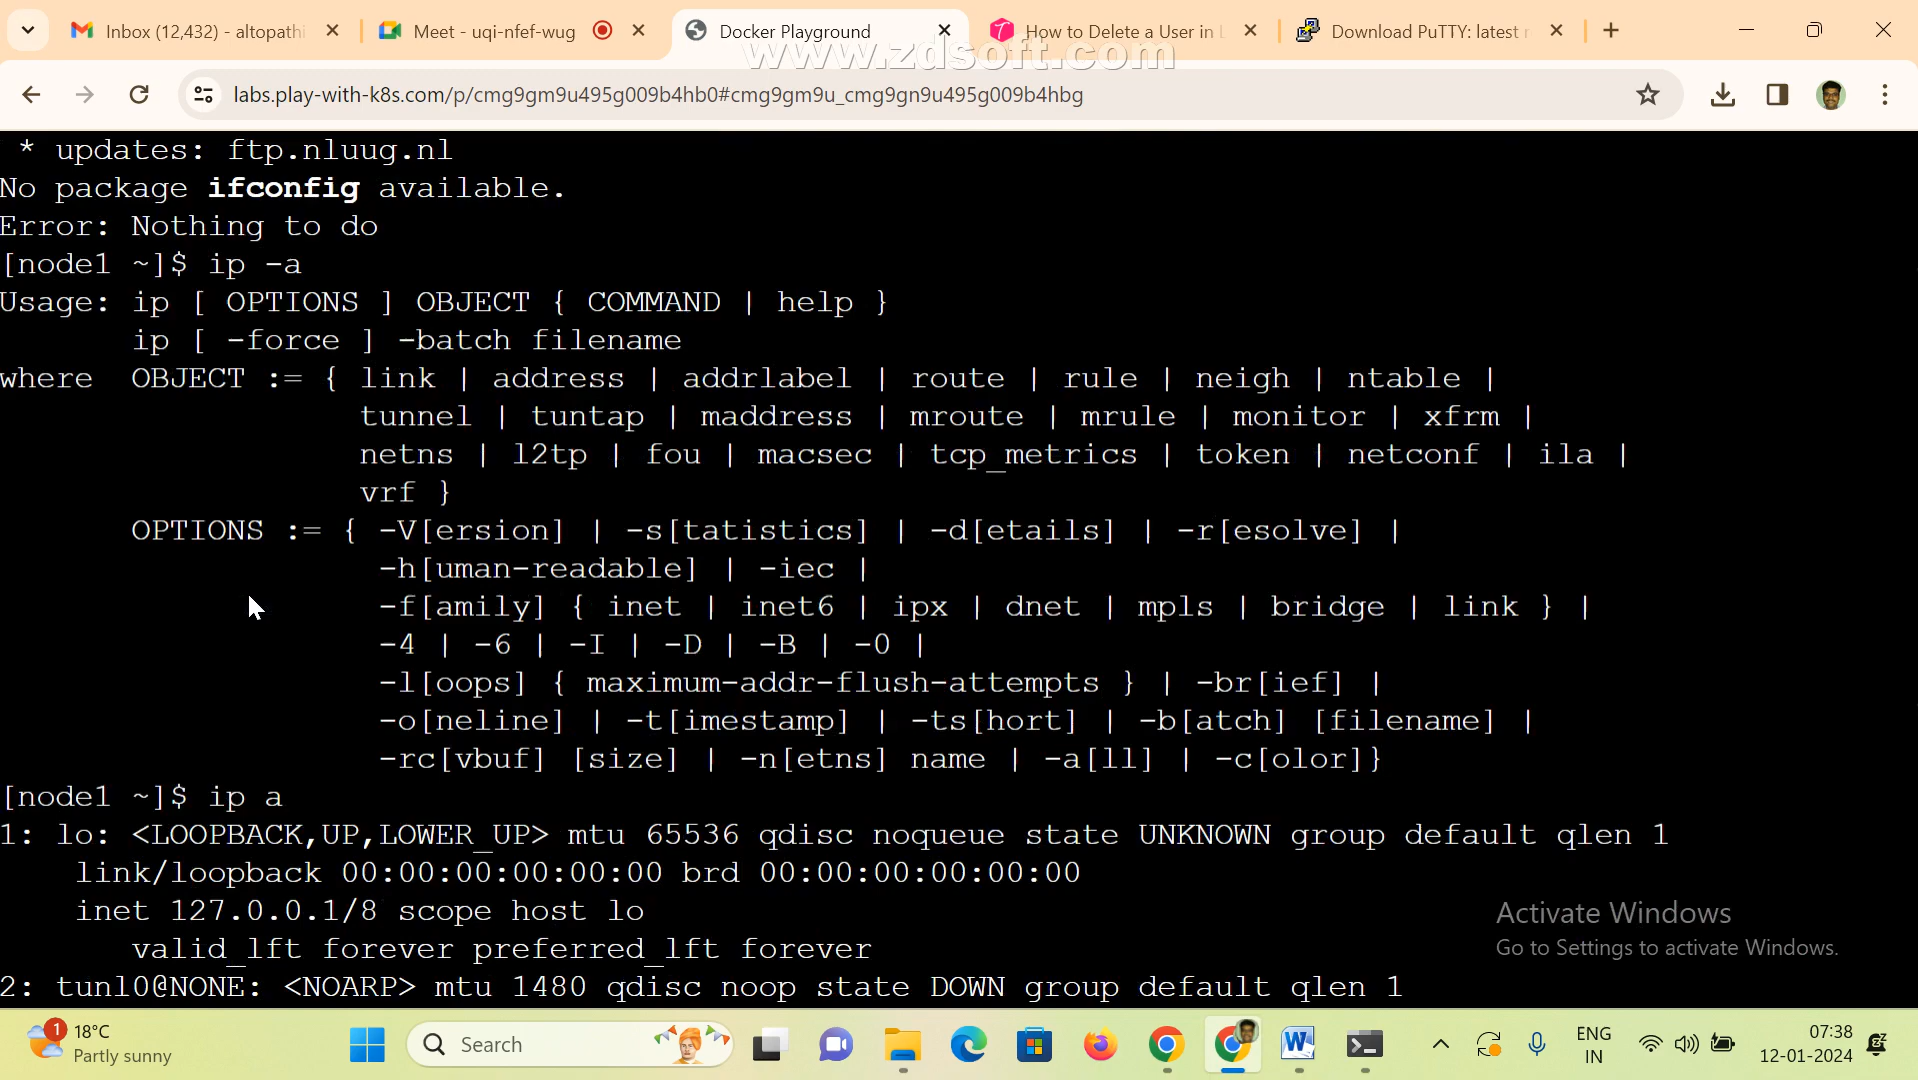 Inbox (12,432) - altopathi
Meet - uqi-nfef-wug
Docker Playground
How to Delete a User in L
Download PuTTY: latest r
www.zdsoft.com
labs.play-with-k8s.com/p/cmg9gm9u495g009b4hb0#cmg9gm9u_cmg9gn9u495g009b4hbg
* updates: ftp.nluug.nl
No package ifconfig available.
Error: Nothing to do
[node1 ~]$ ip -a
Usage: ip [ OPTIONS ] OBJECT { COMMAND | help }
ip [ -force ] -batch filename
where OBJECT := { link | address | addrlabel | route | rule | neigh | ntable |
tunnel | tuntap | maddress | mroute | mrule | monitor | xfrm |
netns | l2tp | fou | macsec | tcp_metrics | token | netconf | ila |
vrf }
OPTIONS := { -V[ersion] | -s[tatistics] | -d[etails] | -r[esolve] |
-h[uman-readable] | -iec |
-f[amily] { inet | inet6 | ipx | dnet | mpls | bridge | link } |
-4 | -6 | -I | -D | -B | -0 |
-l[oops] { maximum-addr-flush-attempts } | -br[ief] |
-o[neline] | -t[imestamp] | -ts[hort] | -b[atch] [filename] |
-rc[vbuf] [size] | -n[etns] name | -a[ll] | -c[olor]}
[node1 ~]$ ip a
1: lo: <LOOPBACK,UP,LOWER_UP> mtu 65536 qdisc noqueue state UNKNOWN group default qlen 1
link/loopback 00:00:00:00:00:00 brd 00:00:00:00:00:00
inet 127.0.0.1/8 scope host lo
valid_lft forever preferred_lft forever
2: tunl0@NONE: <NOARP> mtu 1480 qdisc noop state DOWN group default qlen 1
Activate Windows
Go to Settings to activate Windows.
1
18°C
Partly sunny
Search
ENG
IN
07:38
12-01-2024